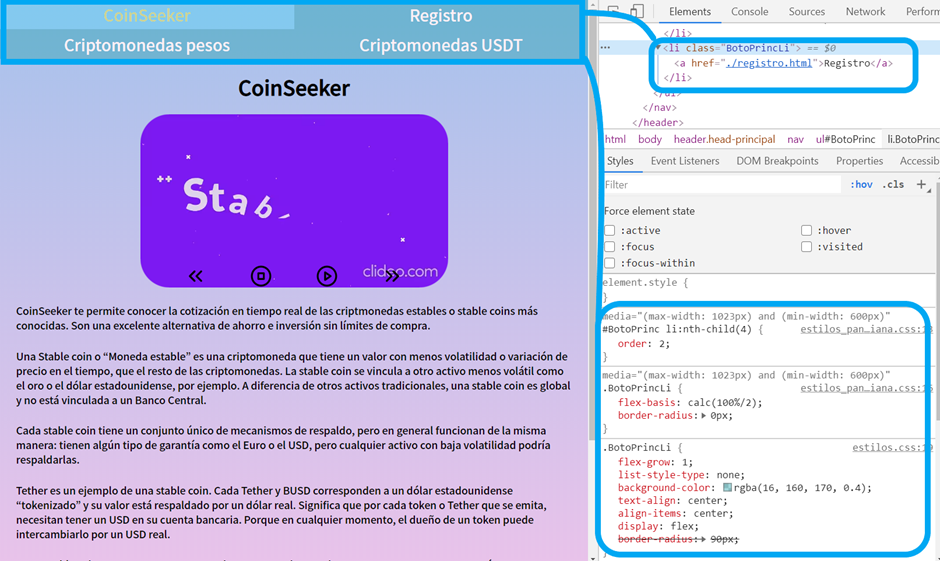 CoinSeeker
Registro
Criptomonedas pesos
Criptomonedas USDT
CoinSeeker
Stab
clideo.com
CoinSeeker te permite conocer la cotización en tiempo real de las criptmonedas estables o stable coins más
conocidas. Son una excelente alternativa de ahorro e inversión sin límites de compra.
Una Stable coin o “Moneda estable” es una criptomoneda que tiene un valor con menos volatilidad o variación de
precio en el tiempo, que el resto de las criptomonedas. La stable coin se vincula a otro activo menos volátil como
el oro o el dólar estadounidense, por ejemplo. A diferencia de otros activos tradicionales, una stable coin es global
y no está vinculada a un Banco Central.
Cada stable coin tiene un conjunto único de mecanismos de respaldo, pero en general funcionan de la misma
manera: tienen algún tipo de garantía como el Euro o el USD, pero cualquier activo con baja volatilidad podría
respaldarlas.
Tether es un ejemplo de una stable coin. Cada Tether y BUSD corresponden a un dólar estadounidense
“tokenizado” y su valor está respaldado por un dólar real. Significa que por cada token o Tether que se emita,
necesitan tener un USD en su cuenta bancaria. Porque en cualquier momento, el dueño de un token puede
intercambiarlo por un USD real.
Elements Console Sources Network Perform
</li>
<li class="BotoPrincLi"> == $0
<a href="./registro.html">Registro</a>
</li>
</ul>
</nav>
</header>
html body header.head-principal nav ul#BotoPrinc li.BotoPrinc
Styles Event Listeners DOM Breakpoints Properties Accessib
Filter :hov .cls +
Force element state
:active :hover
:focus :visited
:focus-within
element.style {
}
media="(max-width: 1023px) and (min-width: 600px)"
#BotoPrinc li:nth-child(4) { estilos_pan…iana.css:
order: 2;
}
media="(max-width: 1023px) and (min-width: 600px)"
.BotoPrincLi { estilos_pan…iana.css:
flex-basis: calc(100%/2);
border-radius: 0px;
}
.BotoPrincLi { estilos.css:
flex-grow: 1;
list-style-type: none;
background-color: rgba(16, 160, 170, 0.4);
text-align: center;
align-items: center;
display: flex;
border-radius: 90px;